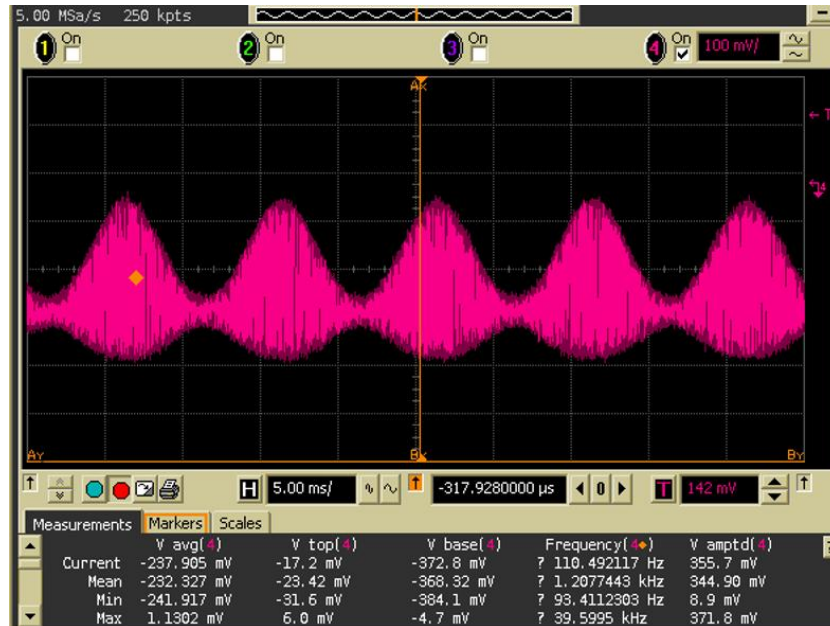 5.00 MSa/s 250 kpts
1 On 2 On 3 On 4 On 100 mV/
Ax
T
4
Ay Bx By
H 5.00 ms/ -317.9280000 µs 0 T 142 mV
Measurements Markers Scales
V avg(4) V top(4) V base(4) Frequency(4) V amptd(4) ?
Current -237.905 mV -17.2 mV -372.8 mV ? 110.492117 Hz 355.7 mV
Mean -232.327 mV -23.42 mV -368.32 mV ? 1.2077443 kHz 344.90 mV
Min -241.917 mV -31.6 mV -384.1 mV ? 93.4112303 Hz 8.9 mV
Max 1.1302 mV 6.0 mV -4.7 mV ? 39.5995 kHz 371.8 mV